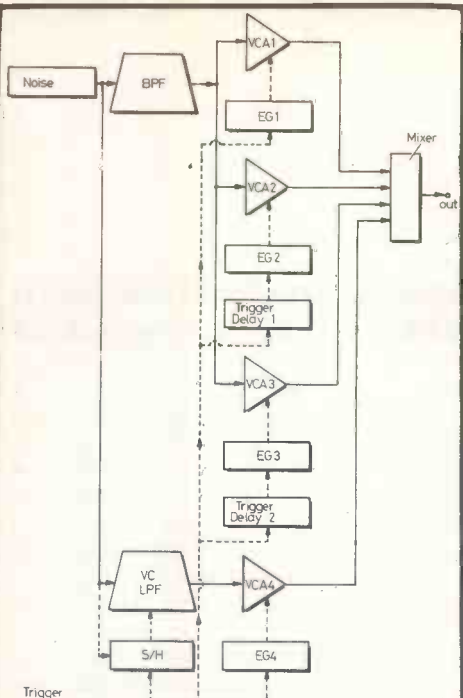 VCA1
Noise
BPF
EG1
Mixer
VCA2
out
EG2
Trigger
Delay 1
VCA3
EG3
Trigger
Delay 2
VC
LPF
VCA4
S/H
EG4
Trigger